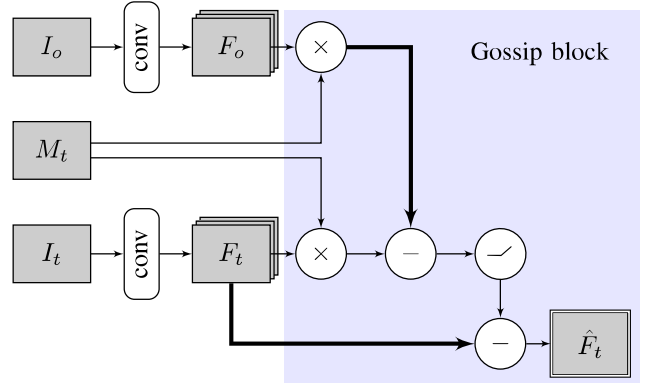 I_o conv F_o × Gossip block
M_t
I_t conv F_t × −
− F̂_t